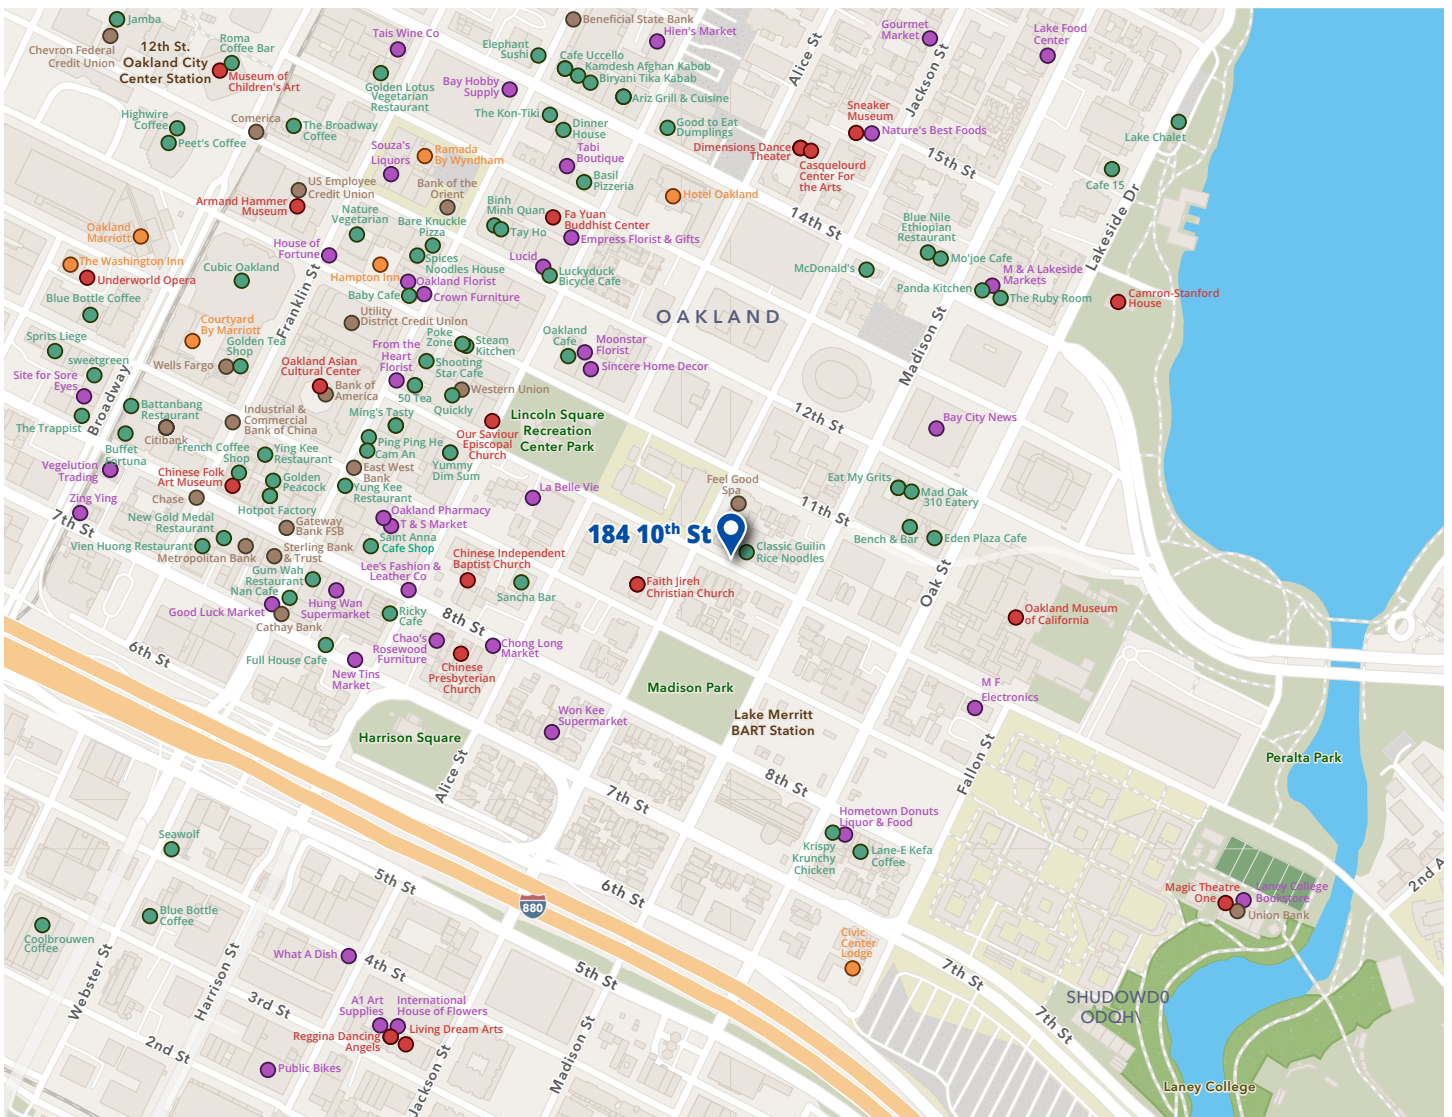 Jamba
Chevron Federal
Credit Union
12th St.
Oakland City
Center Station
Roma
Coffee Bar
Museum of
Children's Art
Tais Wine Co
Golden Lotus
Vegetarian
Restaurant
Elephant
Sushi
Beneficial State Bank
Hien's Market
Cafe Uccello
Kamdesh Afghan Kabob
Biryani Tika Kabab
Ariz Grill & Cuisine
Bay Hobby
Supply
Alice St
Gourmet
Market
Jackson St
Lake Food
Center
Highwire
Coffee
Peet's Coffee
Comerica
The Broadway
Coffee
The Kon-Tiki
Dinner
House
Good to Eat
Dumplings
Sneaker
Museum
Nature's Best Foods
Lake Chalet
Souza's
Liquors
Ramada
By Wyndham
Tabi
Boutique
Dimensions Dance
Theater
Casquelourd
Center For
the Arts
15th St
Cafe 15
US Employee
Credit Union
Bank of the
Orient
Basil
Pizzeria
Hotel Oakland
Armand Hammer
Museum
Nature
Vegetarian
Bare Knuckle
Pizza
Binh
Minh Quan
Tay Ho
Fa Yuan
Buddhist Center
Empress Florist & Gifts
14th St
Blue Nile
Ethiopian
Restaurant
Mo'joe Cafe
Lakeside Dr
Oakland
Marriott
The Washington Inn
Underworld Opera
Blue Bottle Coffee
House of
Fortune
Cubic Oakland
Franklin St
Hampton Inn
Spices
Noodles House
Oakland Florist
Baby Cafe
Crown Furniture
Lucid
Luckyduck
Bicycle Cafe
McDonald's
Panda Kitchen
M & A Lakeside
Markets
The Ruby Room
Camron-Stanford
House
OAKLAND
Utility
District Credit Union
Courtyard
By Marriott
Golden Tea
Shop
Wells Fargo
Sprits Liege
sweetgreen
Site for Sore
Eyes
The Trappist
Broadway
Battanbang
Restaurant
Citibank
Buffet
Fortuna
Oakland Asian
Cultural Center
Bank of
America
From the
Heart
Florist
Poke
Zone
Steam
Kitchen
Shooting
Star Cafe
50 Tea
Western Union
Quickly
Oakland
Cafe
Moonstar
Florist
Sincere Home Decor
Madison St
12th St
Bay City News
Industrial &
Commercial
Bank of China
Ming's Tasty
Ping Ping He
Cam An
Our Saviour
Episcopal
Church
Lincoln Square
Recreation
Center Park
French Coffee
Shop
Ying Kee
Restaurant
East West
Bank
Yummy
Dim Sum
Vegelution
Trading
Chinese Folk
Art Museum
Golden
Peacock
Yung Kee
Restaurant
La Belle Vie
Feel Good
Spa
Eat My Grits
Mad Oak
310 Eatery
Zing Ying
7th St
Chase
Hotpot Factory
New Gold Medal
Restaurant
Gateway
Bank FSB
Oakland Pharmacy
T & S Market
184 10th St
11th St
Bench & Bar
Eden Plaza Cafe
Vien Huong Restaurant
Metropolitan Bank
Sterling Bank
& Trust
Saint Anna
Cafe Shop
Chinese Independent
Baptist Church
Classic Guilin
Rice Noodles
Gum Wah
Restaurant
Nan Cafe
Lee's Fashion &
Leather Co
Sancha Bar
Faith Jireh
Christian Church
Oak St
Good Luck Market
Hung Wan
Supermarket
Cathay Bank
Ricky
Cafe
8th St
Oakland Museum
of California
6th St
Full House Cafe
New Tins
Market
Chao's
Rosewood
Furniture
Chinese
Presbyterian
Church
Chong Long
Market
Madison Park
M F
Electronics
Won Kee
Supermarket
Lake Merritt
BART Station
Harrison Square
Alice St
Fallon St
Peralta Park
8th St
7th St
Hometown Donuts
Liquor & Food
Krispy
Krunchy
Chicken
Lane-E Kefa
Coffee
Seawolf
5th St
6th St
880
2nd A
Magic Theatre
One
Laney College
Bookstore
Union Bank
Blue Bottle
Coffee
Coolbrouwen
Coffee
Civic
Center
Lodge
What A Dish
4th St
5th St
7th St
Webster St
Harrison St
3rd St
A1 Art
Supplies
International
House of Flowers
Reggina Dancing
Angels
Living Dream Arts
SHUDOWD0
ODQH\
7th St
2nd St
Public Bikes
Jackson St
Madison St
Laney College